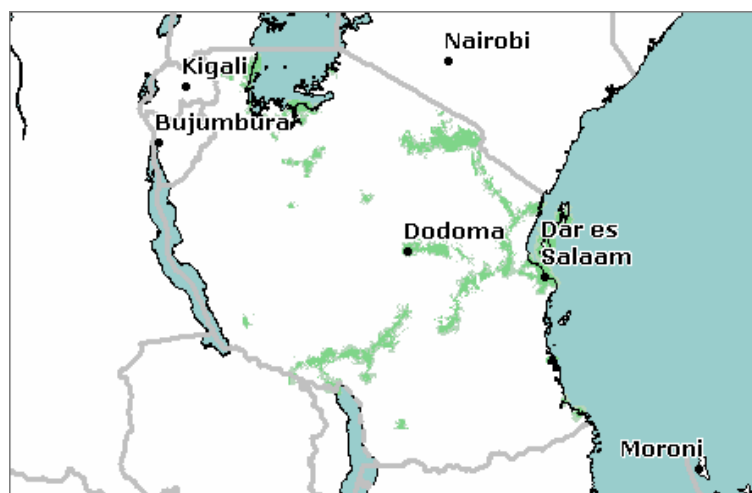 Nairobi
Kigali
Bujumbura
Dodoma
Dar es
Salaam
Moroni